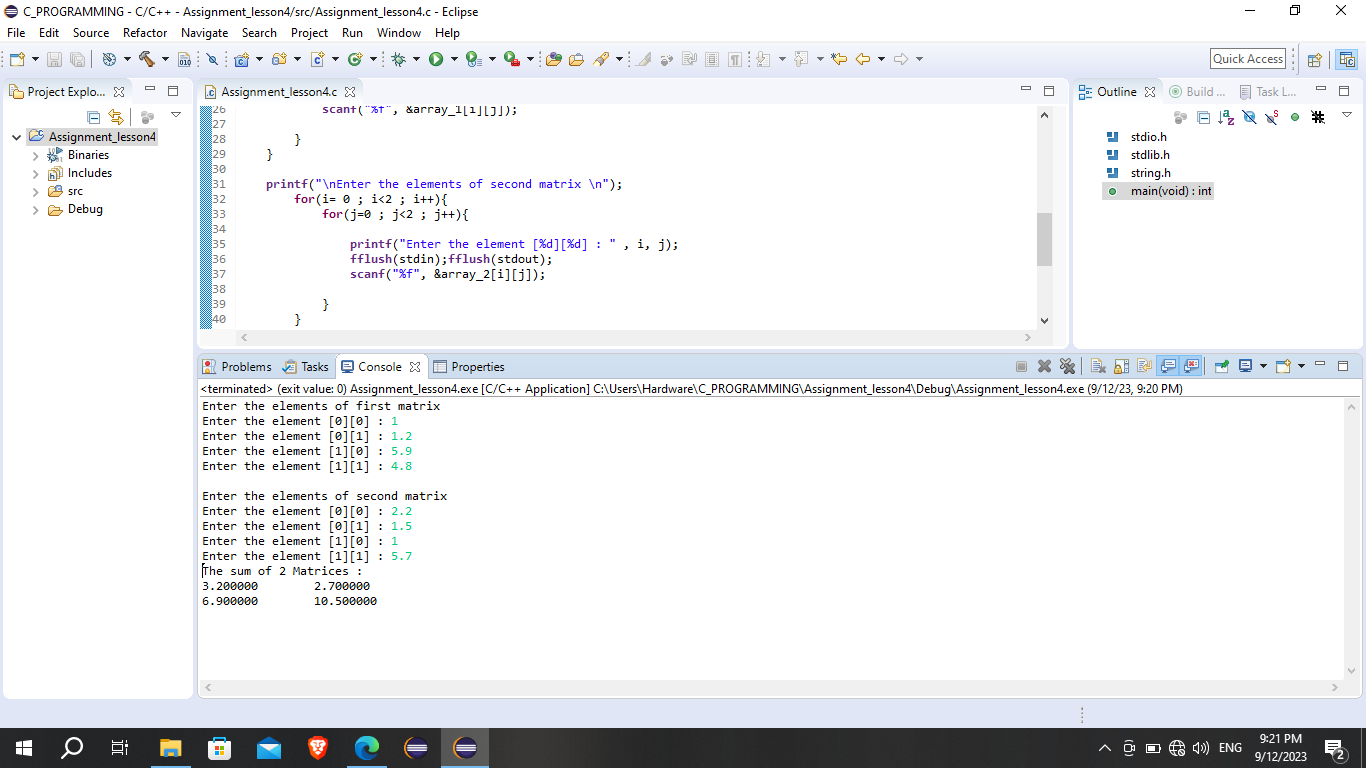 C_PROGRAMMING - C/C++ - Assignment_lesson4/src/Assignment_lesson4.c - Eclipse
File Edit Source Refactor Navigate Search Project Run Window Help
Quick Access
Project Explo...
Assignment_lesson4
Binaries
Includes
src
Debug
Assignment_lesson4.c
26 scanf("%f", &array_1[i][j]);
27
28 }
29 }
30
31 printf("\nEnter the elements of second matrix \n");
32 for(i= 0 ; i<2 ; i++){
33 for(j=0 ; j<2 ; j++){
34
35 printf("Enter the element [%d][%d] : " , i, j);
36 fflush(stdin);fflush(stdout);
37 scanf("%f", &array_2[i][j]);
38
39 }
40 }
Outline Build ... Task L...
stdio.h
stdlib.h
string.h
main(void) : int
Problems Tasks Console Properties
<terminated> (exit value: 0) Assignment_lesson4.exe [C/C++ Application] C:\Users\Hardware\C_PROGRAMMING\Assignment_lesson4\Debug\Assignment_lesson4.exe (9/12/23, 9:20 PM)
Enter the elements of first matrix
Enter the element [0][0] : 1
Enter the element [0][1] : 1.2
Enter the element [1][0] : 5.9
Enter the element [1][1] : 4.8
Enter the elements of second matrix
Enter the element [0][0] : 2.2
Enter the element [0][1] : 1.5
Enter the element [1][0] : 1
Enter the element [1][1] : 5.7
The sum of 2 Matrices :
3.200000 2.700000
6.900000 10.500000
ENG
9:21 PM
9/12/2023
2